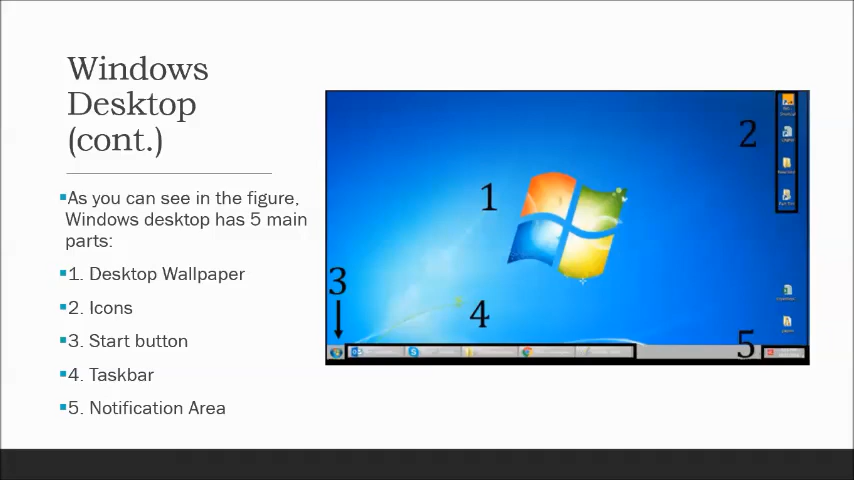 Windows
Desktop
(cont.)
▪As you can see in the figure,
Windows desktop has 5 main
parts:
▪1. Desktop Wallpaper
▪2. Icons
▪3. Start button
▪4. Taskbar
▪5. Notification Area
1
2
3
4
5